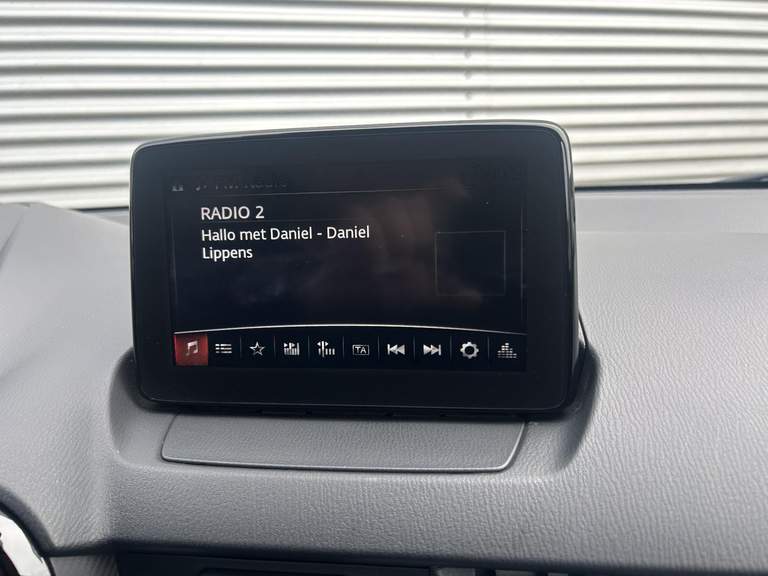 RADIO 2
Hallo met Daniel - Daniel
Lippens
TA